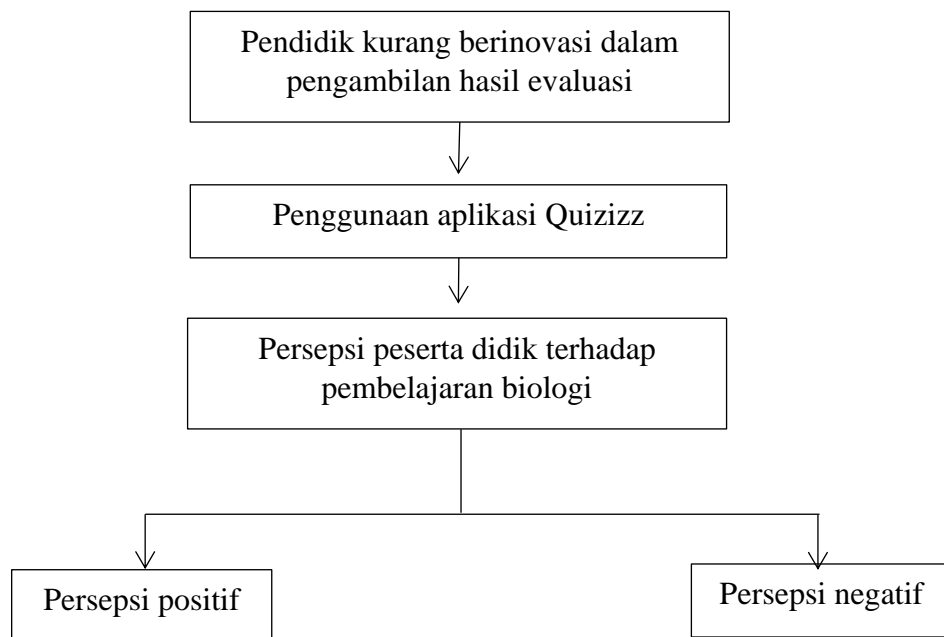 Pendidik kurang berinovasi dalam
pengambilan hasil evaluasi
Penggunaan aplikasi Quizizz
Persepsi peserta didik terhadap
pembelajaran biologi
Persepsi positif
Persepsi negatif